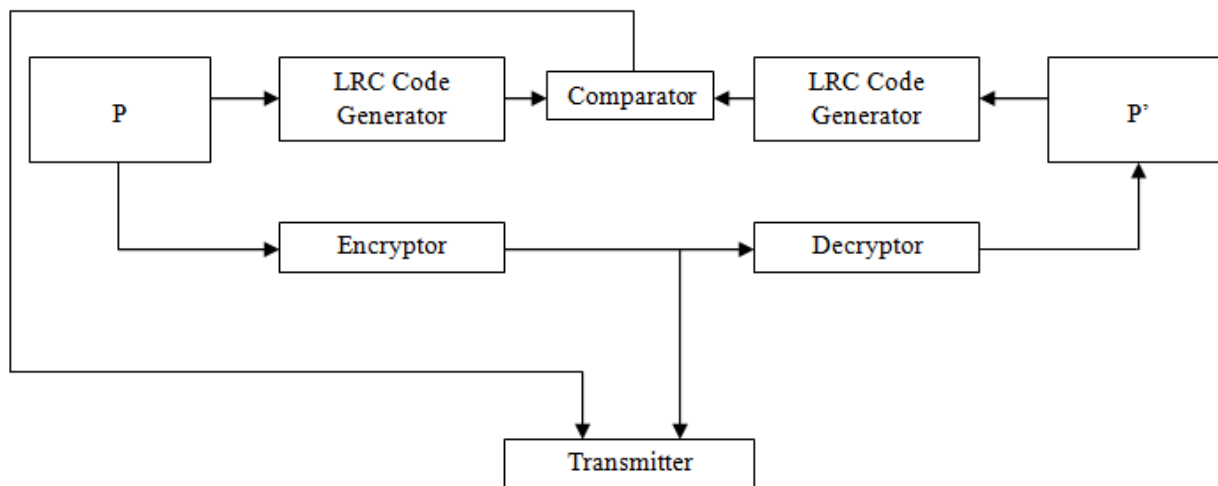 P
LRC Code
Generator
Comparator
LRC Code
Generator
P’
Encryptor
Decryptor
Transmitter